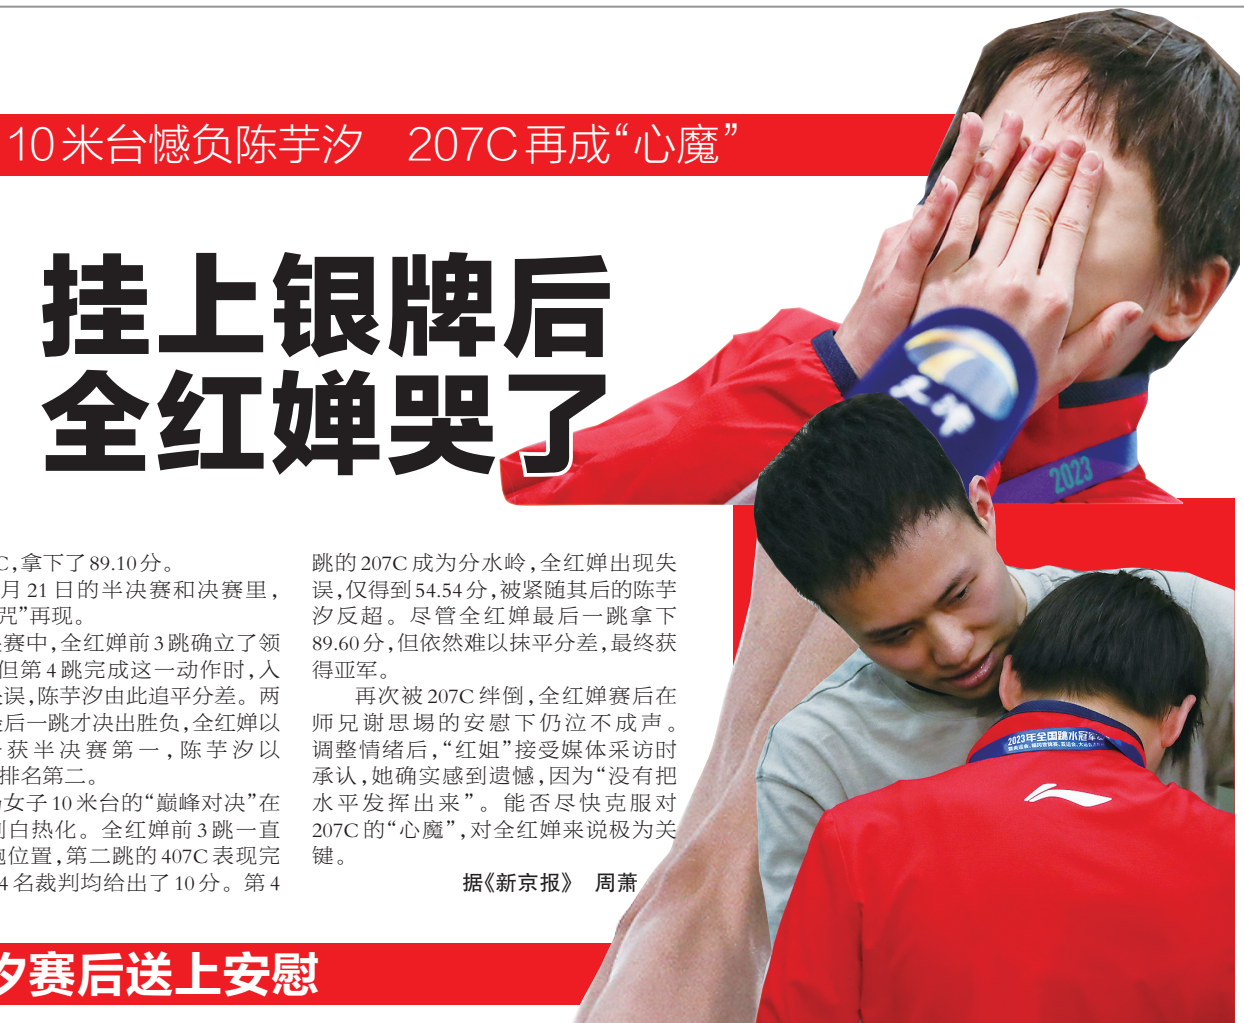 10米台憾负陈芋汐 207C再成“心魔”
挂上银牌后
全红婵哭了
C，拿下了89.10分。
月21日的半决赛和决赛里，
咒”再现。
赛中，全红婵前3跳确立了领
但第4跳完成这一动作时，入
误，陈芋汐由此追平分差。两
后一跳才决出胜负，全红婵以
获半决赛第一，陈芋汐以
排名第二。
女子10米台的“巅峰对决”在
白热化。全红婵前3跳一直
位置，第二跳的407C表现完
4名裁判均给出了10分。第4
跳的207C成为分水岭，全红婵出现失
误，仅得到54.54分，被紧随其后的陈芋
汐反超。尽管全红婵最后一跳拿下
89.60分，但依然难以抹平分差，最终获
得亚军。
再次被207C绊倒，全红婵赛后在
师兄谢思埸的安慰下仍泣不成声。
调整情绪后，“红姐”接受媒体采访时
承认，她确实感到遗憾，因为“没有把
水平发挥出来”。能否尽快克服对
207C的“心魔”，对全红婵来说极为关
键。
据《新京报》 周萧
汐赛后送上安慰
2023
2023年全国跳水冠军